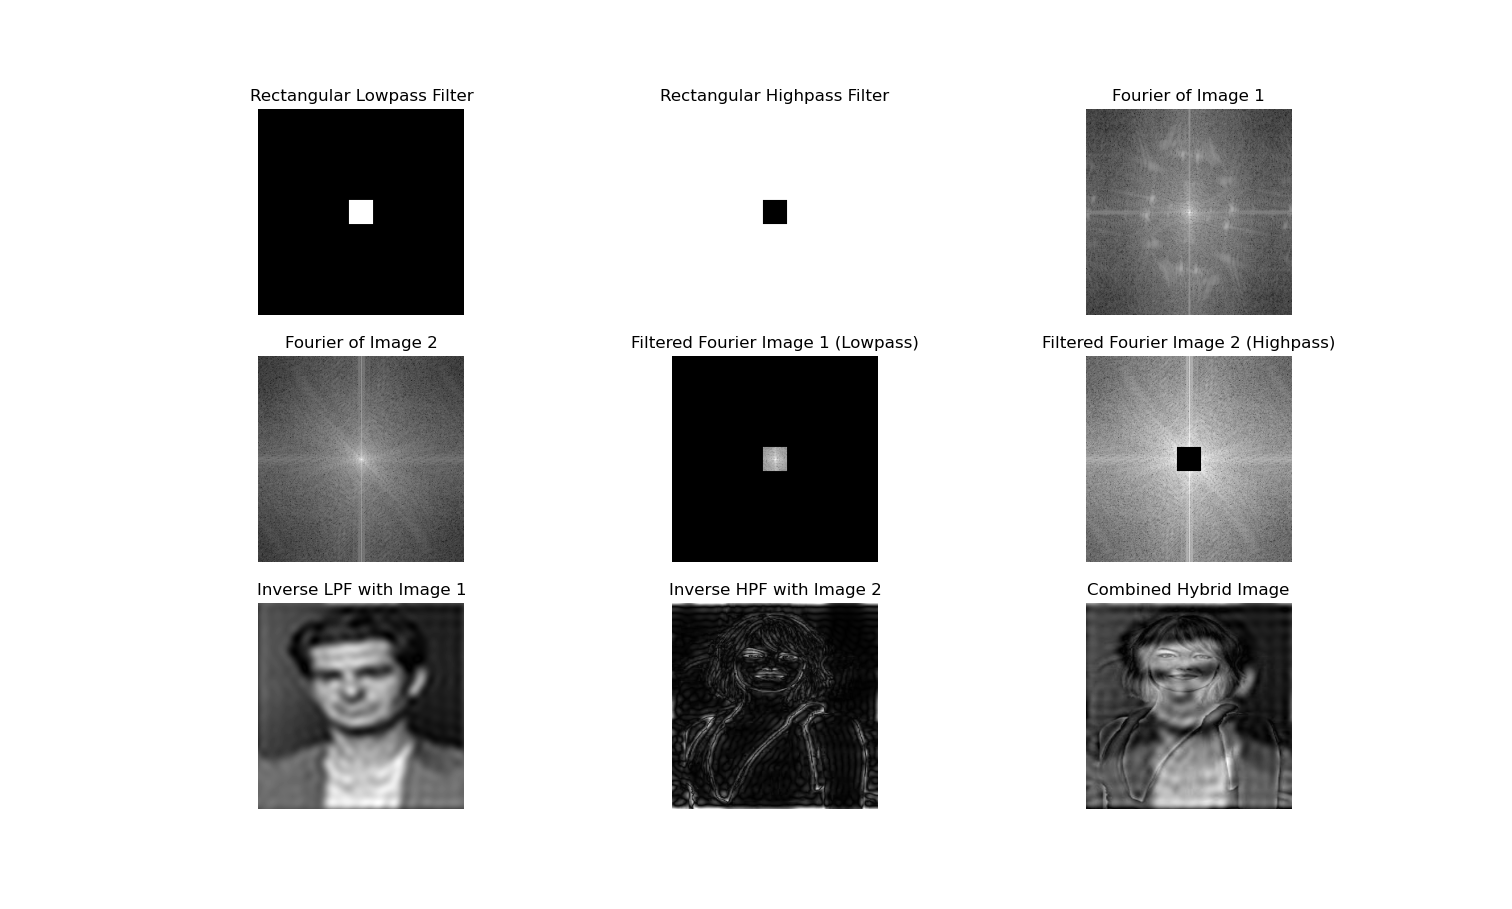 Rectangular Lowpass Filter
Rectangular Highpass Filter
Fourier of Image 1
Fourier of Image 2
Filtered Fourier Image 1 (Lowpass)
Filtered Fourier Image 2 (Highpass)
Inverse LPF with Image 1
Inverse HPF with Image 2
Combined Hybrid Image